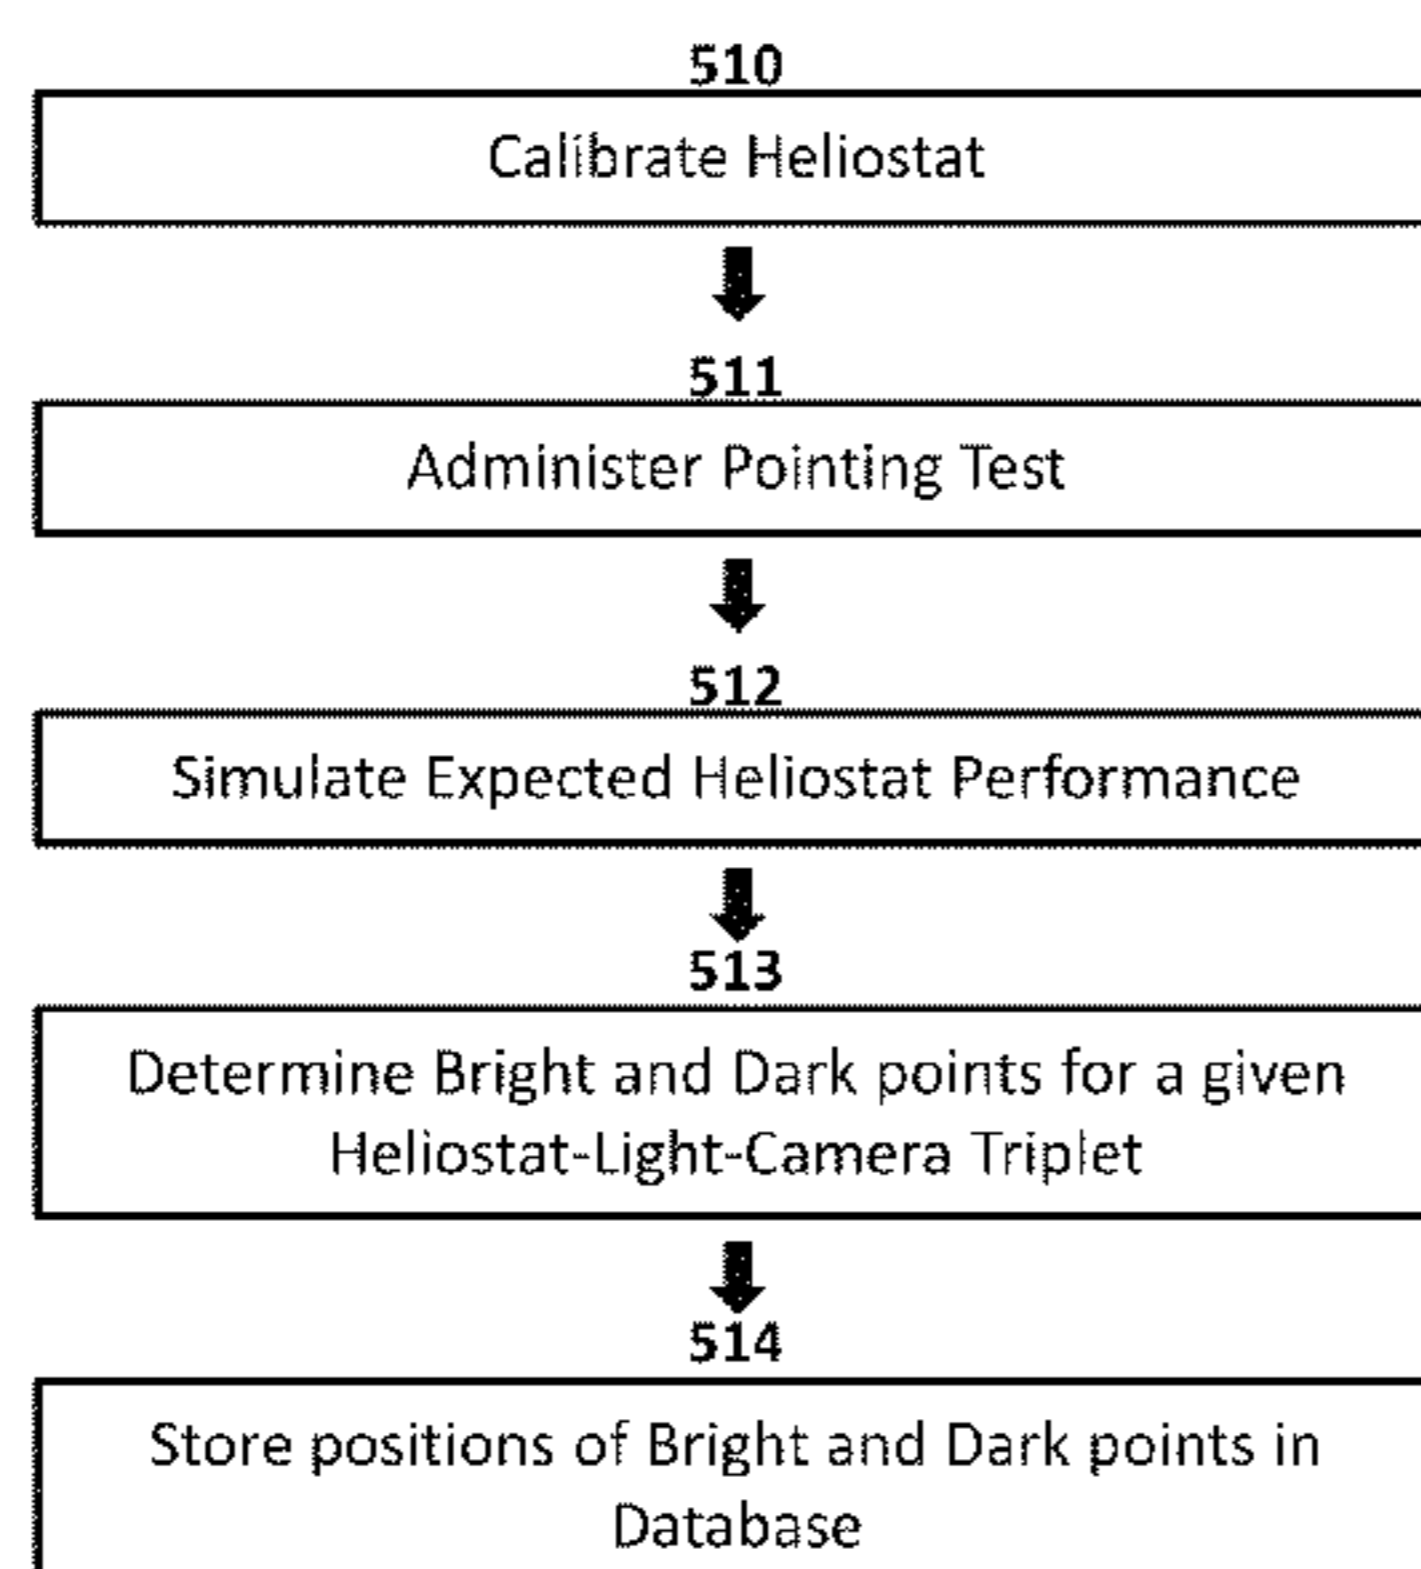 510
Calibrate Heliostat
511
Administer Pointing Test
512
Simulate Expected Heliostat Performance
513
Determine Bright and Dark points for a given
Heliostat-Light-Camera Triplet
514
Store positions of Bright and Dark points in
Database